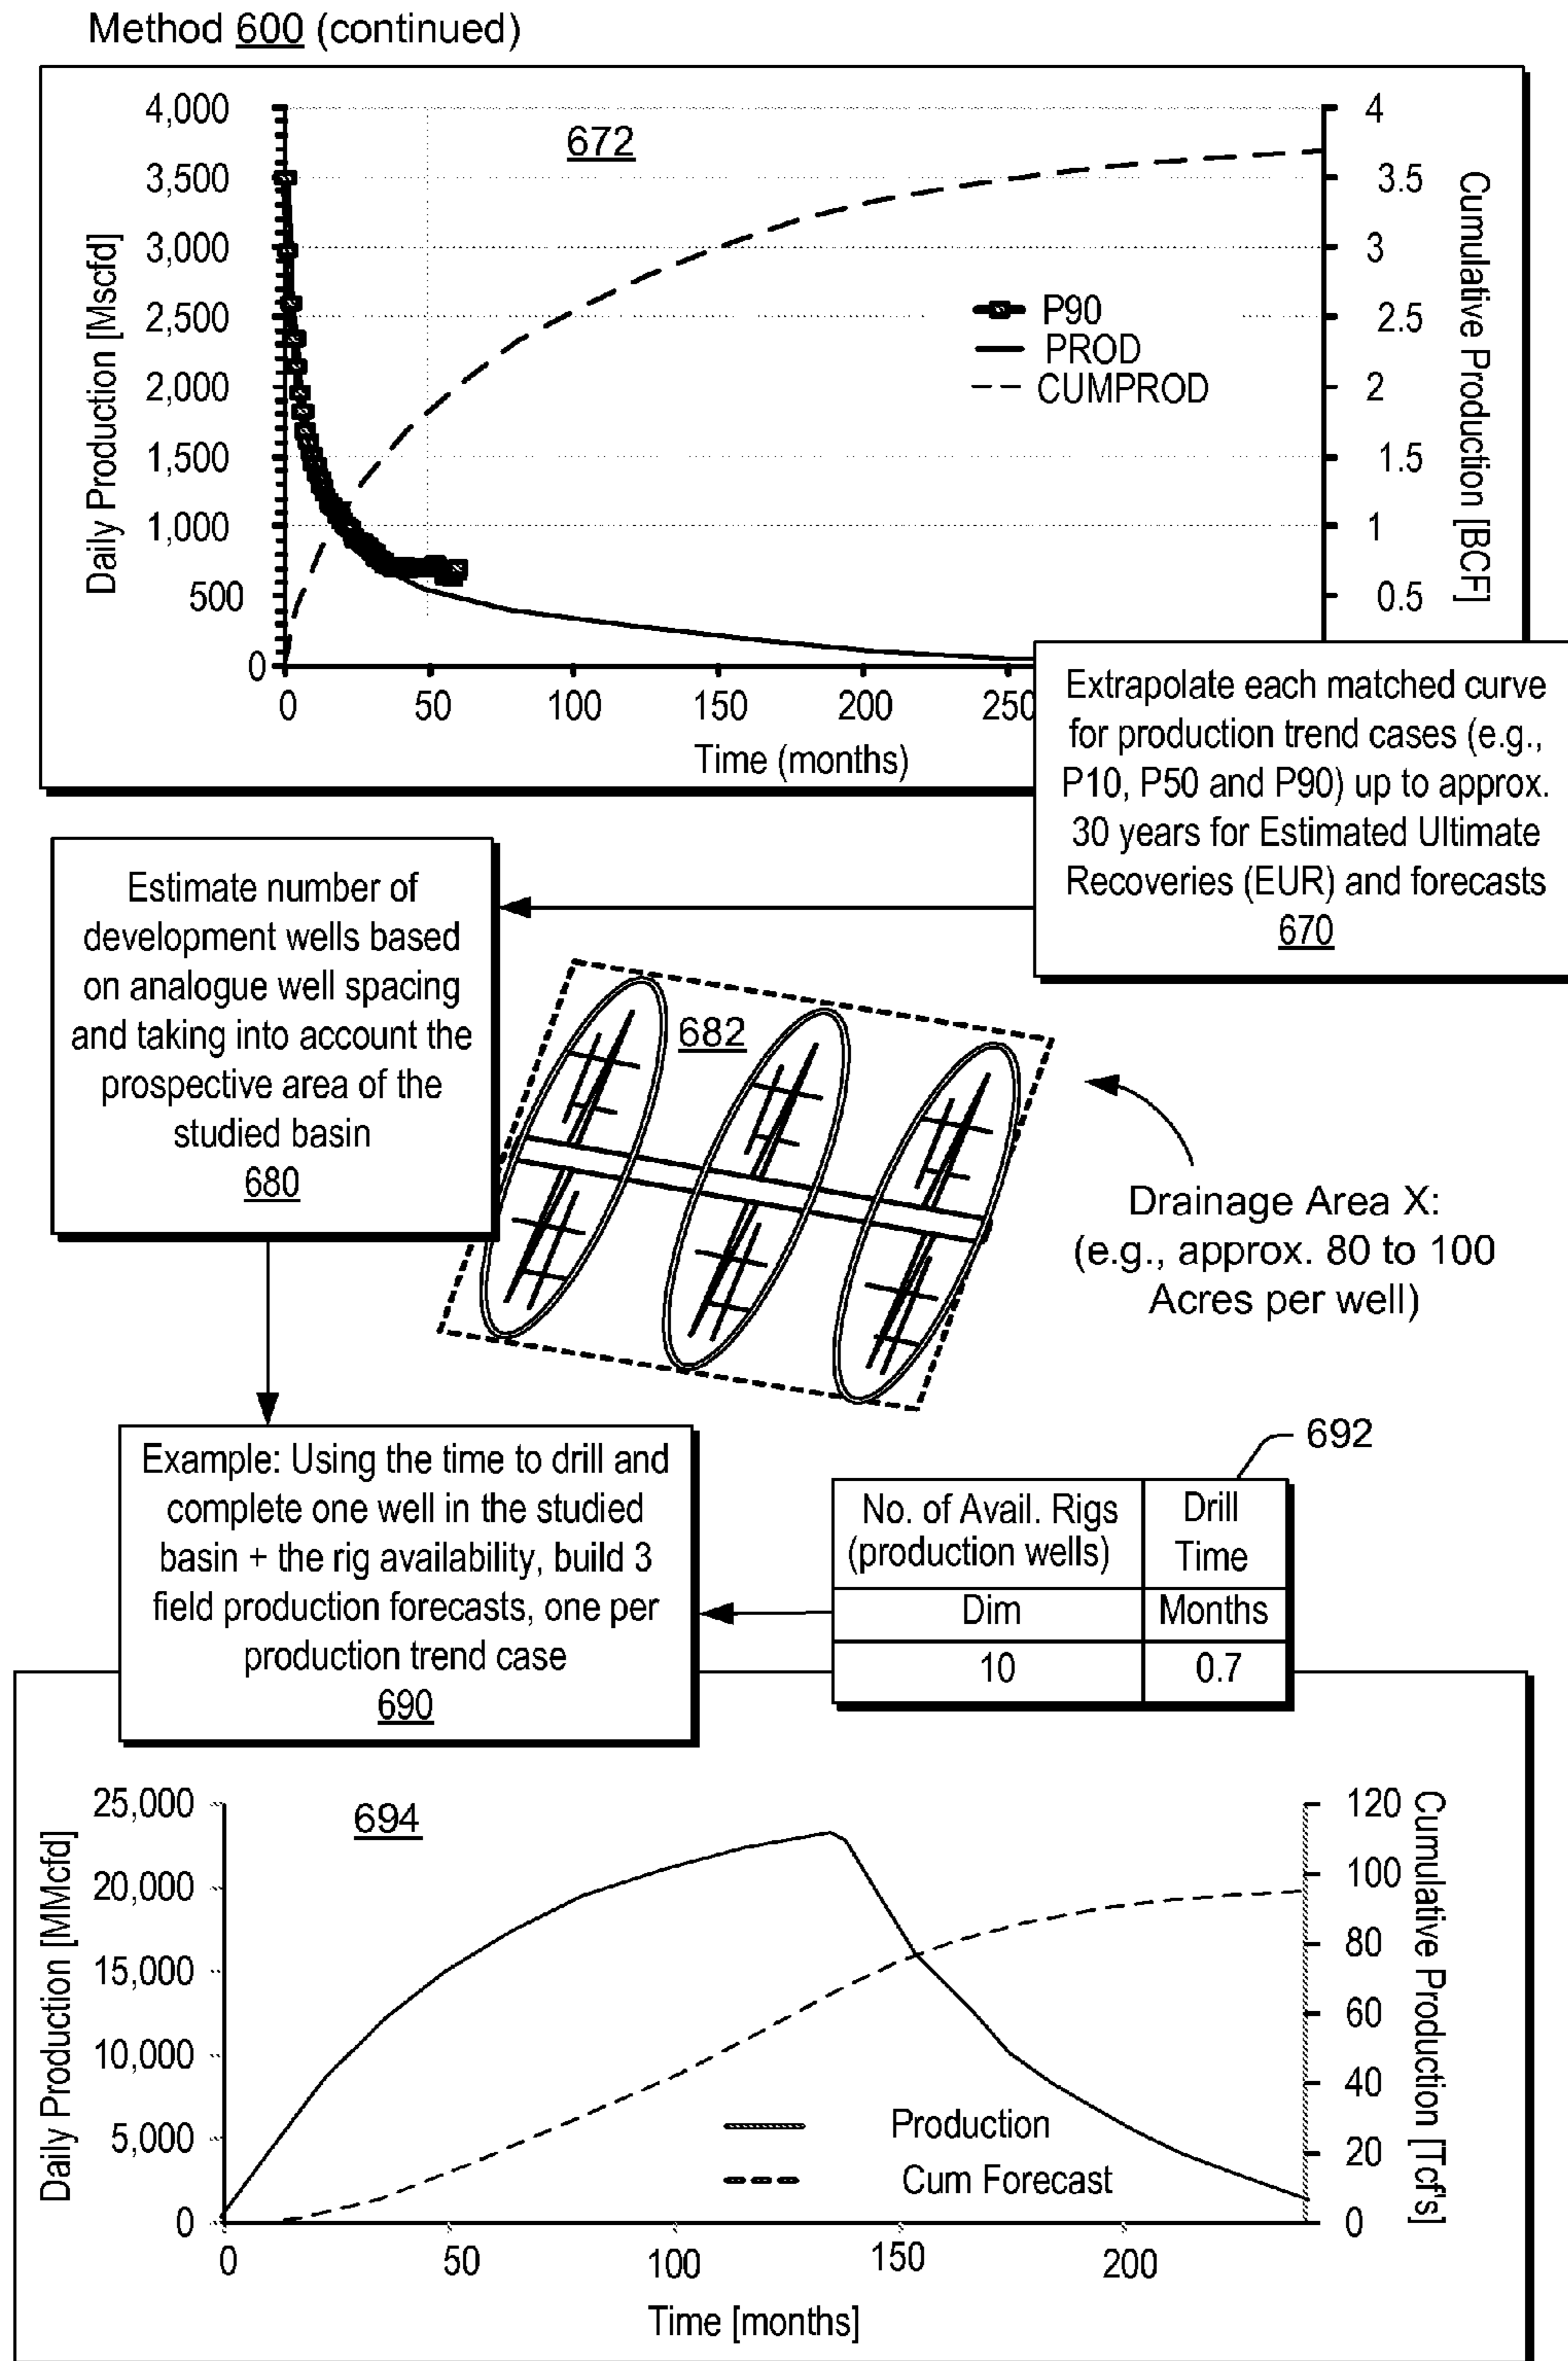 Method 600 (continued)
672
4,000
3,500
3,000
2,500
2,000
1,500
1,000
500
0
Daily Production [Mscfd]
4
3.5
3
2.5
2
1.5
1
0.5
Cumulative Production [BCF]
P90
PROD
CUMPROD
0 50 100 150 200 250
Time (months)
Extrapolate each matched curve
for production trend cases (e.g.,
P10, P50 and P90) up to approx.
30 years for Estimated Ultimate
Recoveries (EUR) and forecasts
670
Estimate number of
development wells based
on analogue well spacing
and taking into account the
prospective area of the
studied basin
680
682
Drainage Area X:
(e.g., approx. 80 to 100
Acres per well)
Example: Using the time to drill and
complete one well in the studied
basin + the rig availability, build 3
field production forecasts, one per
production trend case
690
692
No. of Avail. Rigs
(production wells)
Drill
Time
Dim
Months
10
0.7
694
25,000
20,000
15,000
10,000
5,000
0
Daily Production [MMcfd]
120
100
80
60
40
20
0
Cumulative Production [Tcf's]
Production
Cum Forecast
0 50 100 150 200
Time [months]